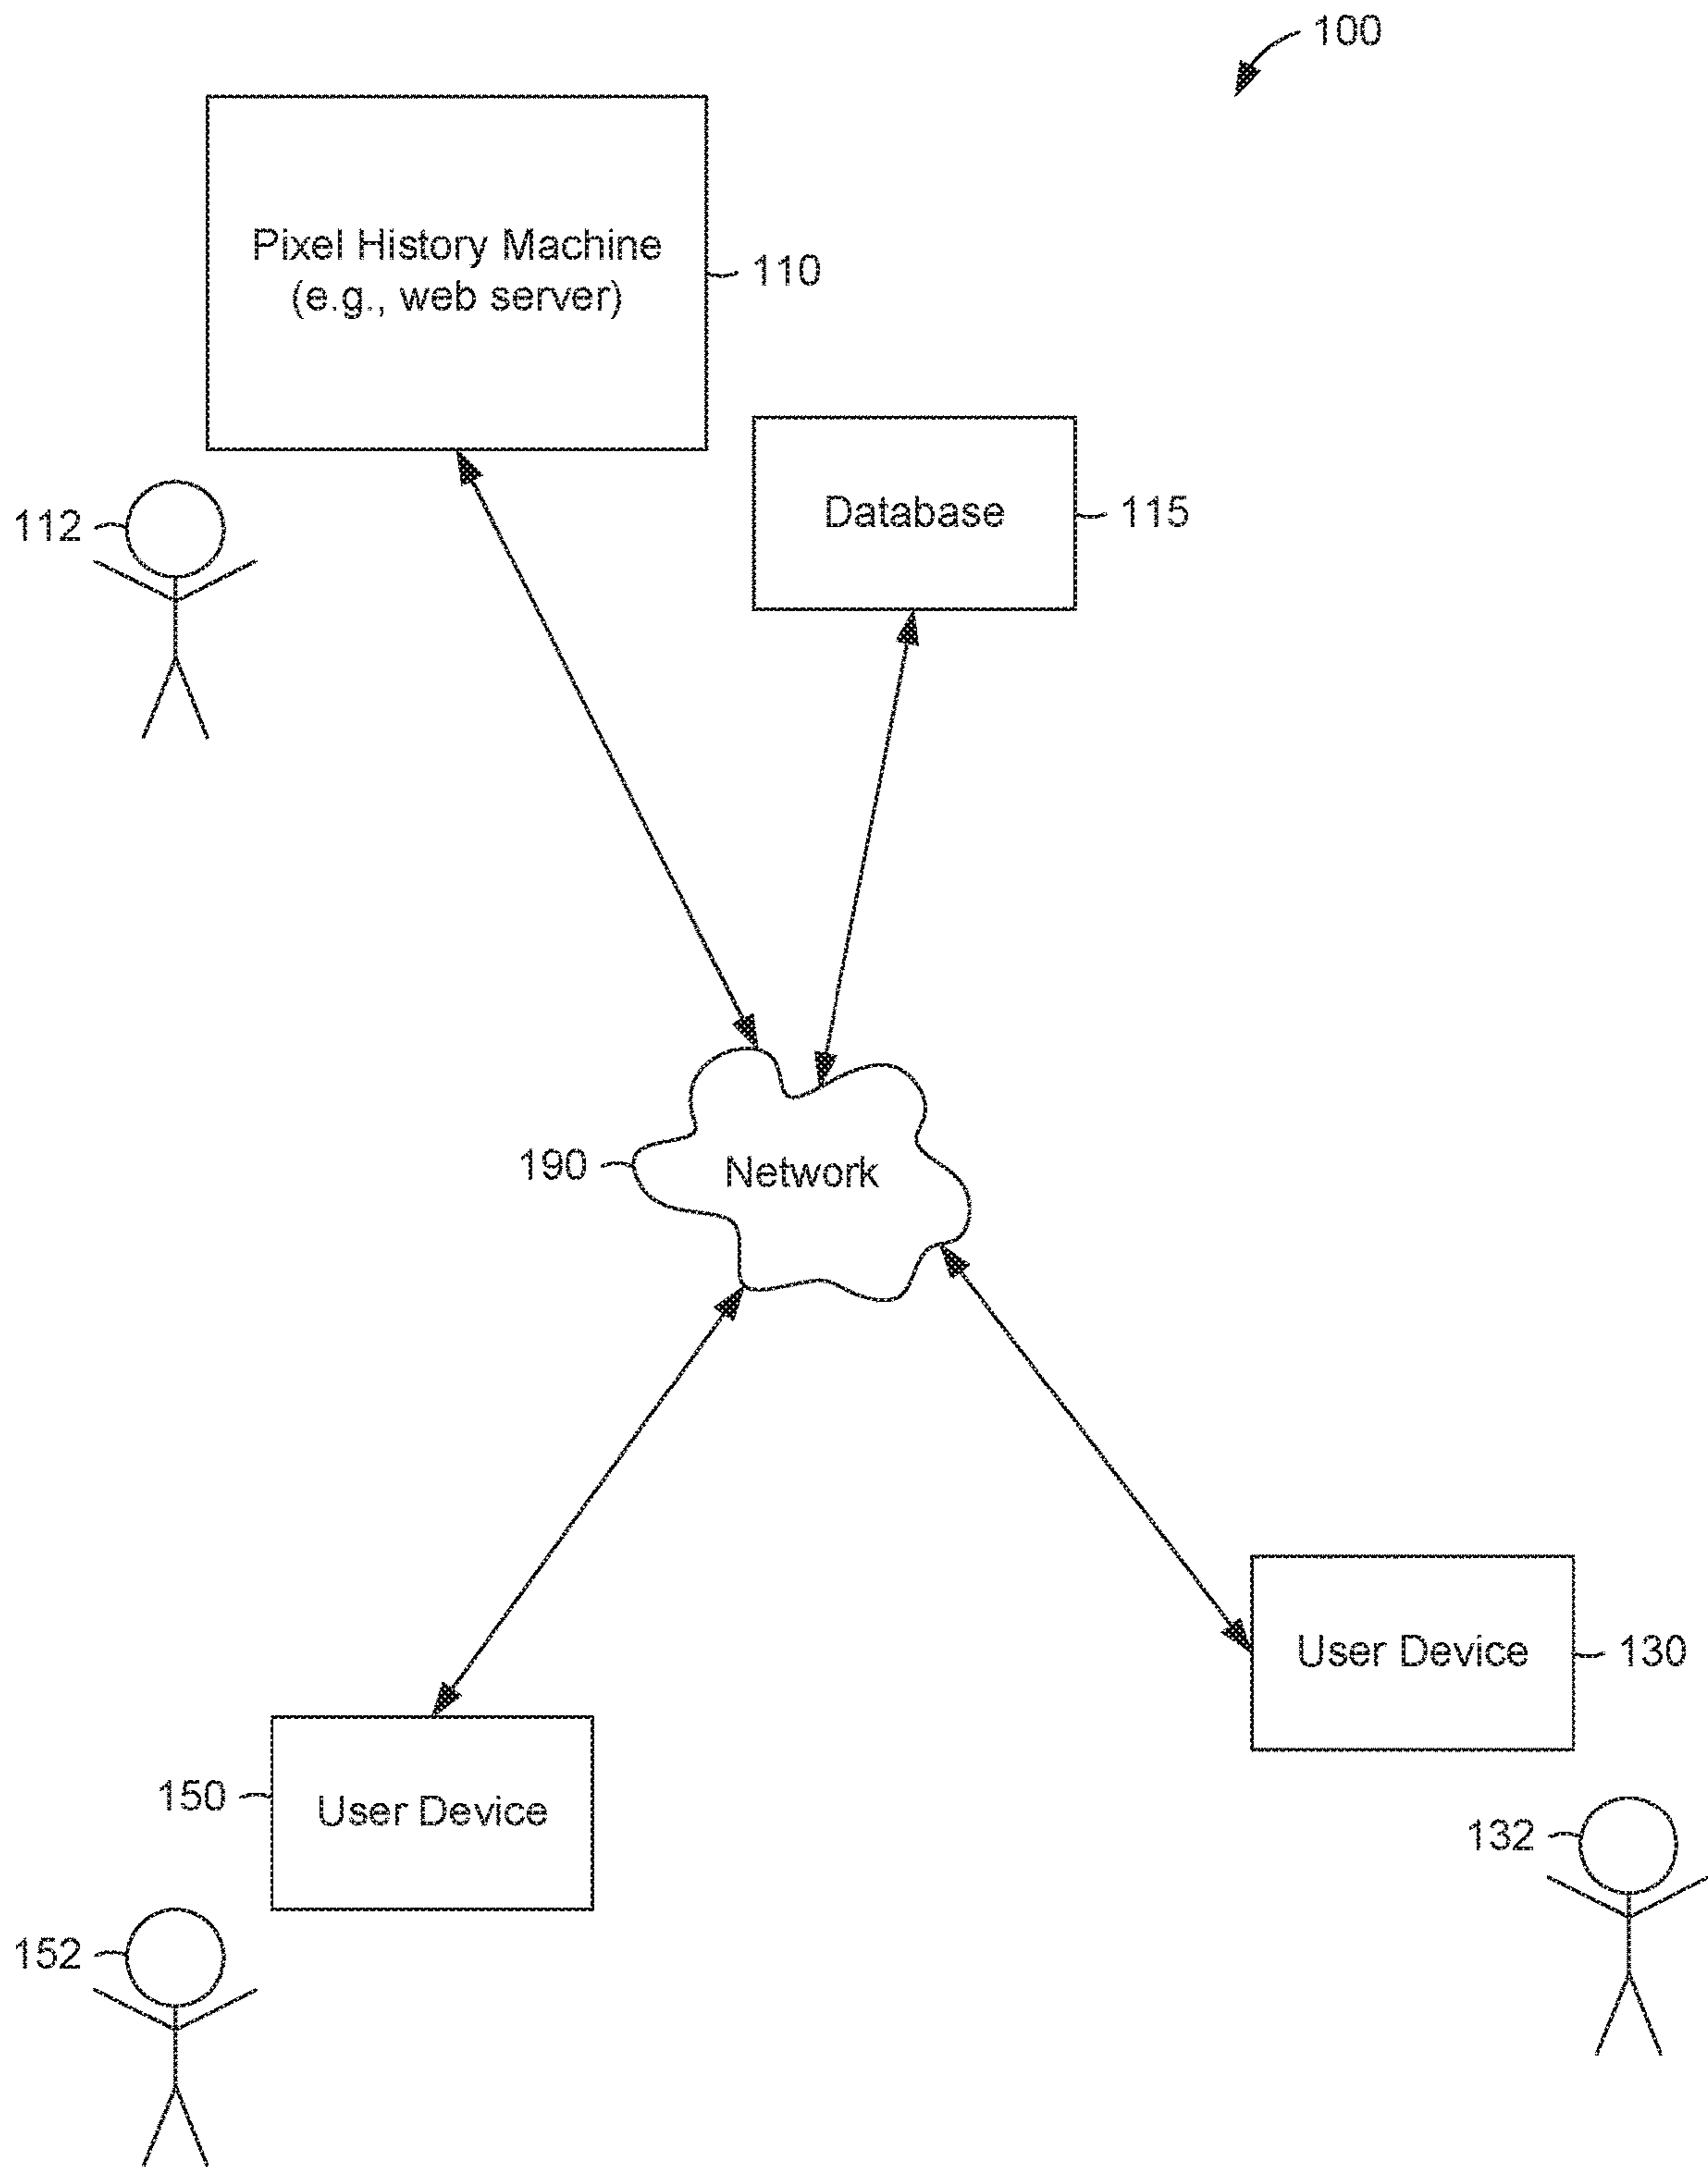 100
Pixel History Machine
(e.g., web server)
110
112
Database
115
190
Network
User Device
130
150
User Device
132
152